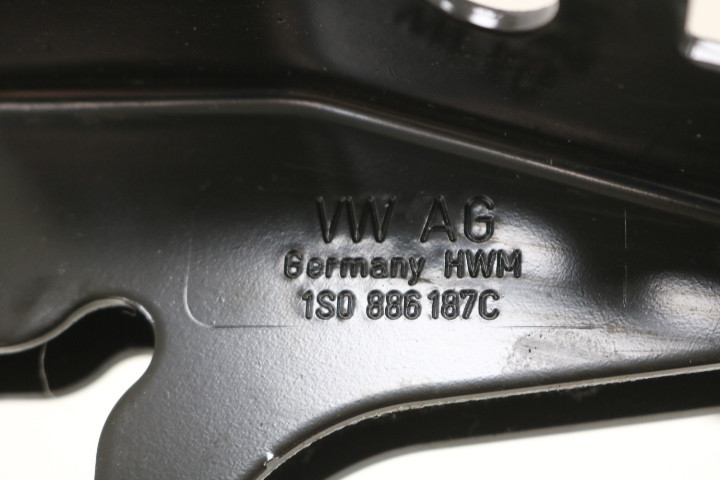 VW AG
Germany HWM
1S0 886 187C